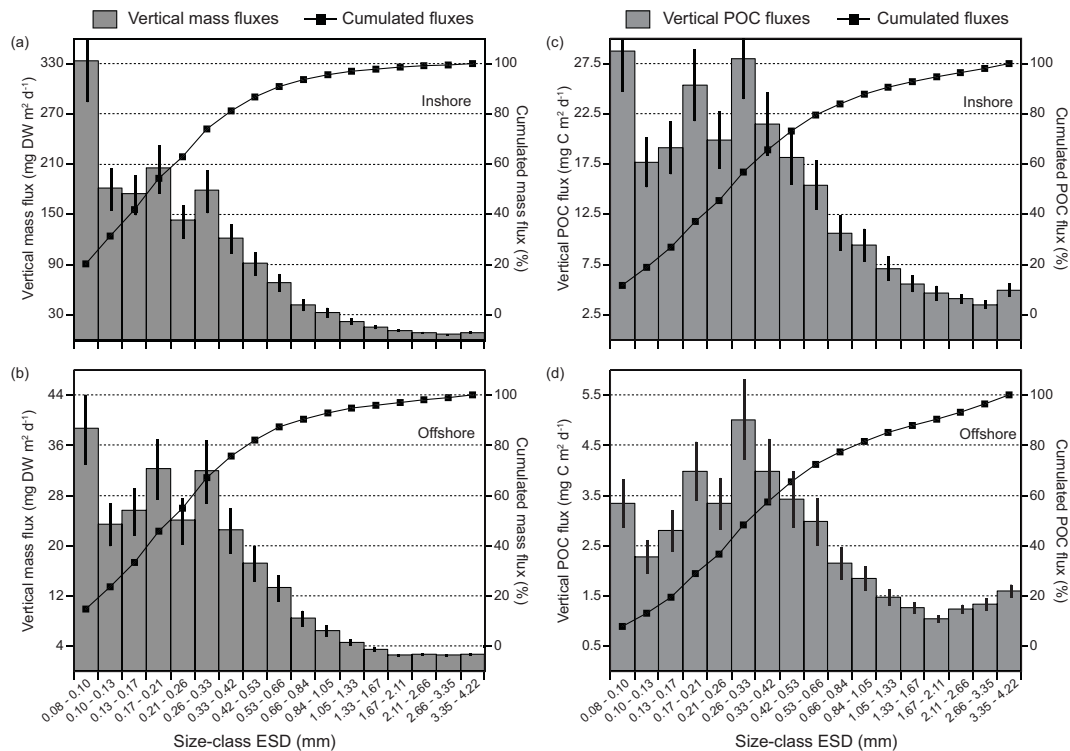 Vertical mass fluxes Cumulated fluxes
Vertical POC fluxes Cumulated fluxes
(a)
Vertical mass flux (mg DW m² d⁻¹)
330
270
210
150
90
30
Inshore
100
80
60
40
20
0
Cumulated mass flux (%)
(c)
Vertical POC flux (mg C m² d⁻¹)
27.5
22.5
17.5
12.5
7.5
2.5
Inshore
100
80
60
40
20
0
Cumulated POC flux (%)
(b)
Vertical mass flux (mg DW m² d⁻¹)
44
36
28
20
12
4
Offshore
100
80
60
40
20
0
Cumulated mass flux (%)
(d)
Vertical POC flux (mg C m² d⁻¹)
5.5
4.5
3.5
2.5
1.5
0.5
Offshore
100
80
60
40
20
0
Cumulated POC flux (%)
0.08 - 0.10
0.10 - 0.13
0.13 - 0.17
0.17 - 0.21
0.21 - 0.26
0.26 - 0.33
0.33 - 0.42
0.42 - 0.53
0.53 - 0.66
0.66 - 0.84
0.84 - 1.05
1.05 - 1.33
1.33 - 1.67
1.67 - 2.11
2.11 - 2.66
2.66 - 3.35
3.35 - 4.22
Size-class ESD (mm)
0.08 - 0.10
0.10 - 0.13
0.13 - 0.17
0.17 - 0.21
0.21 - 0.26
0.26 - 0.33
0.33 - 0.42
0.42 - 0.53
0.53 - 0.66
0.66 - 0.84
0.84 - 1.05
1.05 - 1.33
1.33 - 1.67
1.67 - 2.11
2.11 - 2.66
2.66 - 3.35
3.35 - 4.22
Size-class ESD (mm)